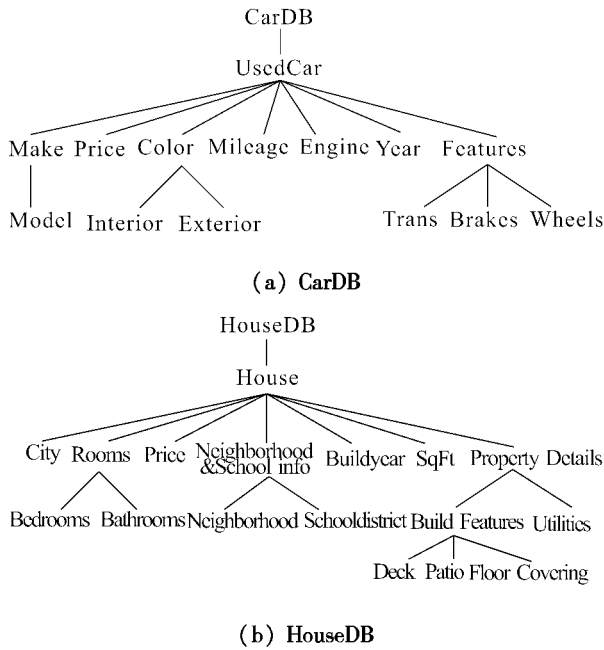 CarDB
UsedCar
Make Price Color Mileage Engine Year Features
Model Interior Exterior Trans Brakes Wheels
(a) CarDB
HouseDB
House
City Rooms Price Neighborhood &School info Buildyear SqFt Property Details
Bedrooms Bathrooms Neighborhood Schooldistrict Build Features Utilities
Deck Patio Floor Covering
(b) HouseDB